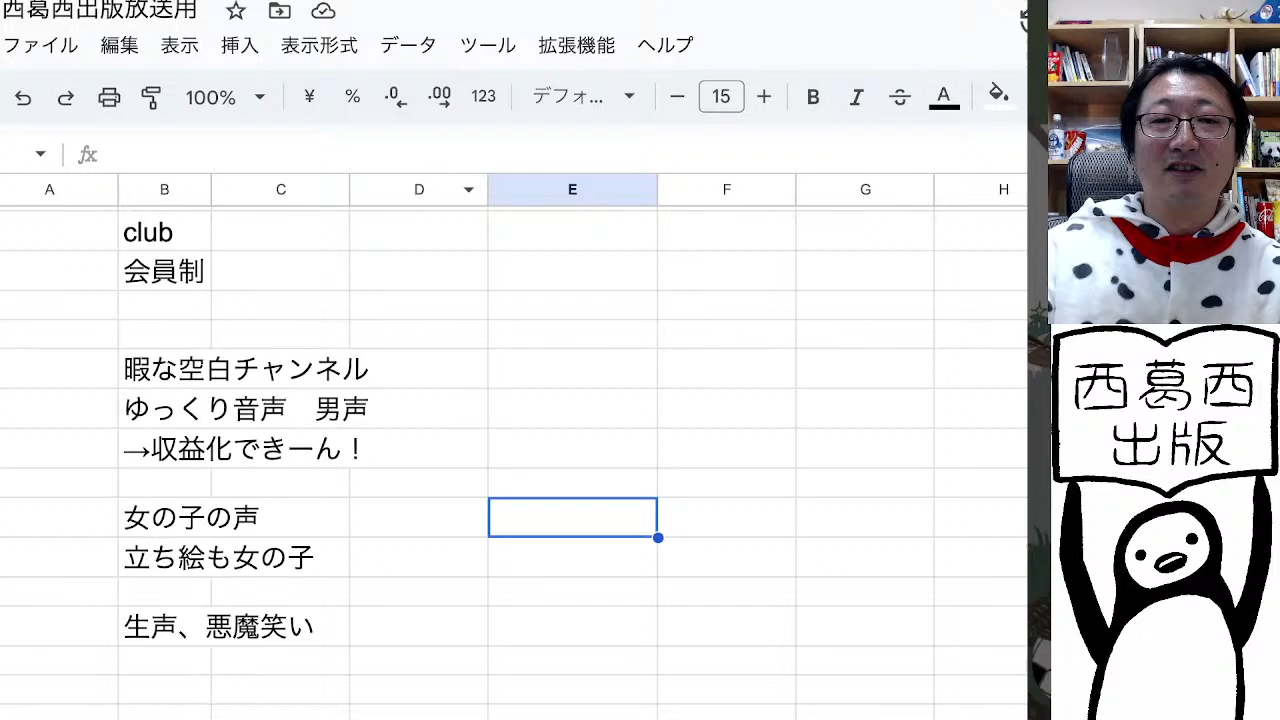 西葛西出版放送用
ファイル 編集 表示 挿入 表示形式 データ ツール 拡張機能 ヘルプ
100% ¥ % .0 .00 123 デフォ... 15 B I S A
fx
A B C D E F G H
club
会員制
暇な空白チャンネル
ゆっくり音声　男声
→収益化できーん！
女の子の声
立ち絵も女の子
生声、悪魔笑い
西葛西
出版